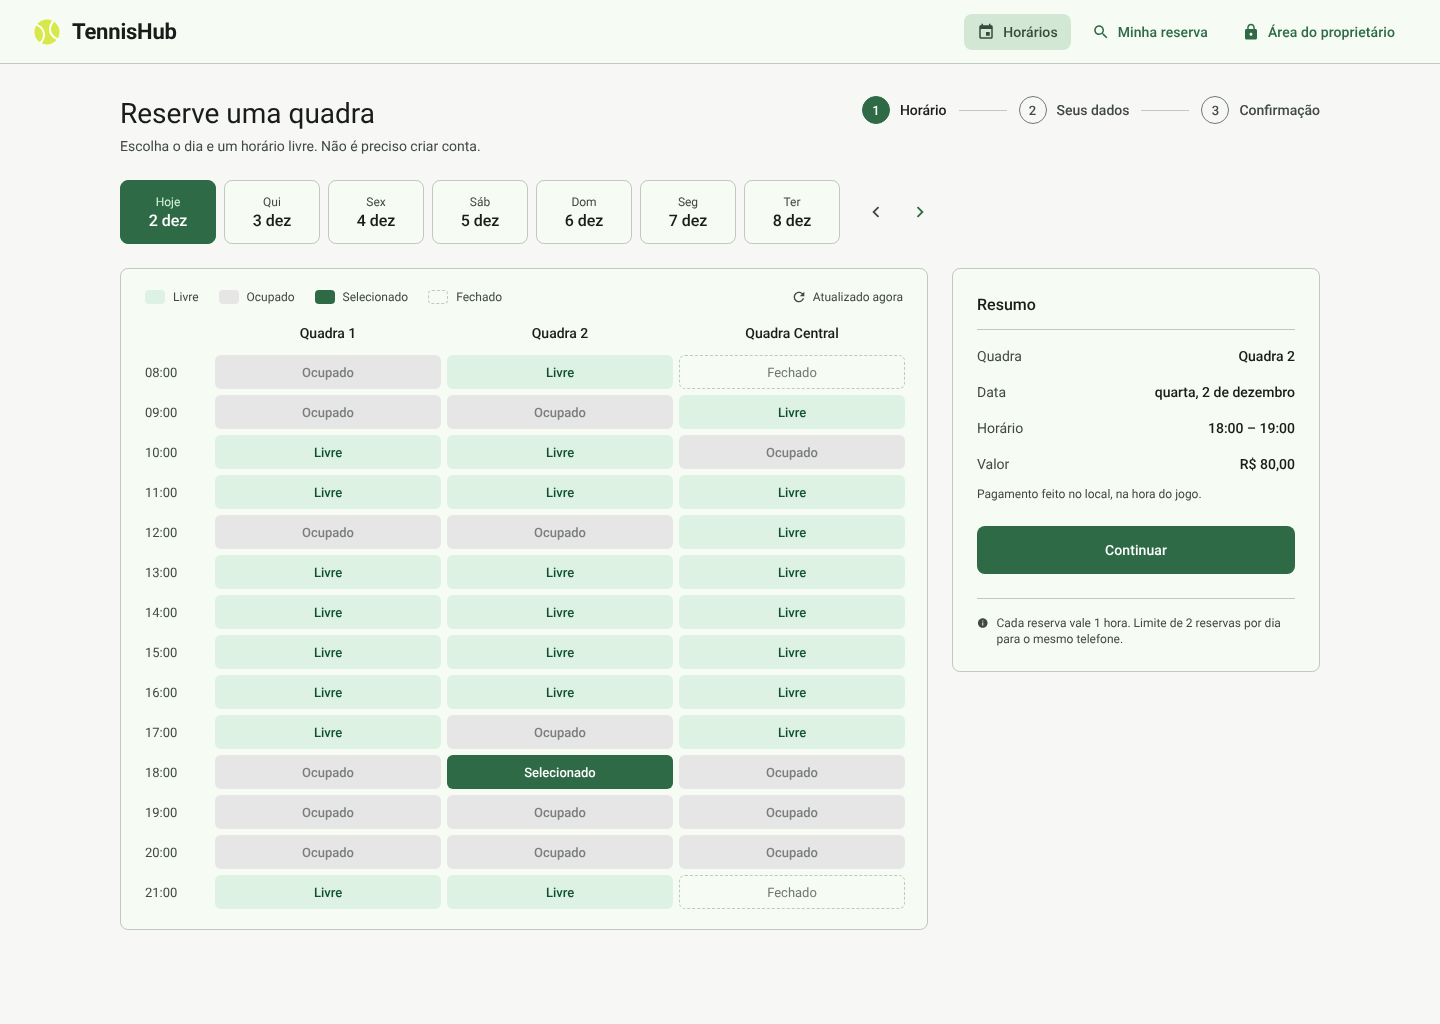 TennisHub
Horários
Minha reserva
Área do proprietário
Reserve uma quadra
Escolha o dia e um horário livre. Não é preciso criar conta.
1 Horário
2 Seus dados
3 Confirmação
Hoje
2 dez
Qui
3 dez
Sex
4 dez
Sáb
5 dez
Dom
6 dez
Seg
7 dez
Ter
8 dez
Livre
Ocupado
Selecionado
Fechado
Atualizado agora
Quadra 1 Quadra 2 Quadra Central
08:00 Ocupado Livre Fechado
09:00 Ocupado Ocupado Livre
10:00 Livre Livre Ocupado
11:00 Livre Livre Livre
12:00 Ocupado Ocupado Livre
13:00 Livre Livre Livre
14:00 Livre Livre Livre
15:00 Livre Livre Livre
16:00 Livre Livre Livre
17:00 Livre Ocupado Livre
18:00 Ocupado Selecionado Ocupado
19:00 Ocupado Ocupado Ocupado
20:00 Ocupado Ocupado Ocupado
21:00 Livre Livre Fechado
Resumo
Quadra Quadra 2
Data quarta, 2 de dezembro
Horário 18:00 – 19:00
Valor R$ 80,00
Pagamento feito no local, na hora do jogo.
Continuar
Cada reserva vale 1 hora. Limite de 2 reservas por dia
para o mesmo telefone.